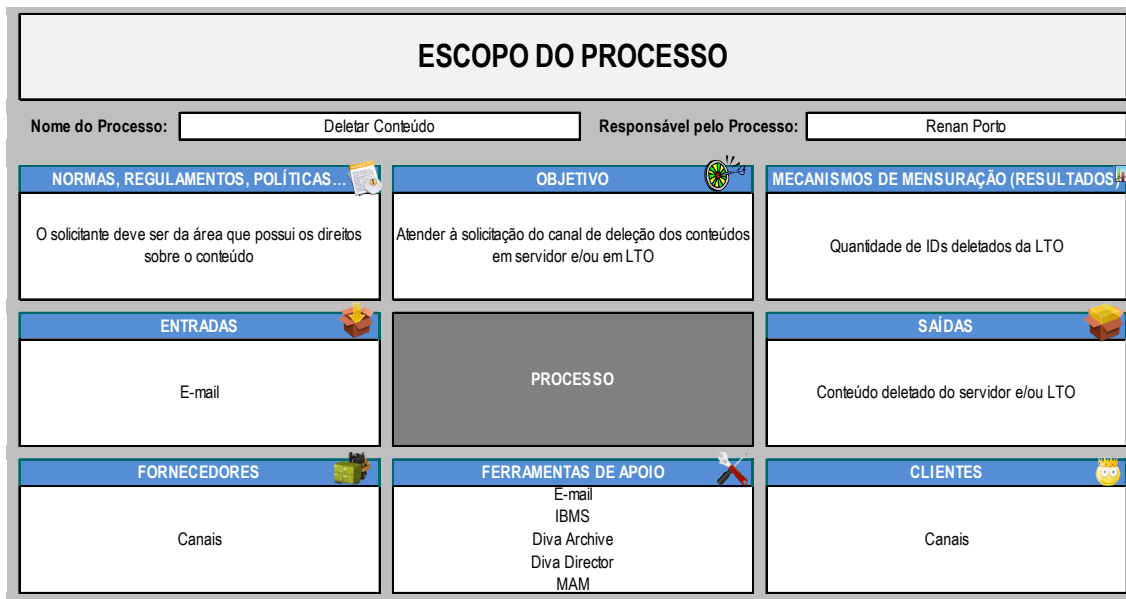 ESCOPO DO PROCESSO
Nome do Processo: Deletar Conteúdo Responsável pelo Processo: Renan Porto
NORMAS, REGULAMENTOS, POLÍTICAS...
O solicitante deve ser da área que possui os direitos
sobre o conteúdo
OBJETIVO
Atender à solicitação do canal de deleção dos conteúdos
em servidor e/ou em LTO
MECANISMOS DE MENSURAÇÃO (RESULTADOS)
Quantidade de IDs deletados da LTO
ENTRADAS
E-mail
PROCESSO
SAÍDAS
Conteúdo deletado do servidor e/ou LTO
FORNECEDORES
Canais
FERRAMENTAS DE APOIO
E-mail
IBMS
Diva Archive
Diva Director
MAM
CLIENTES
Canais